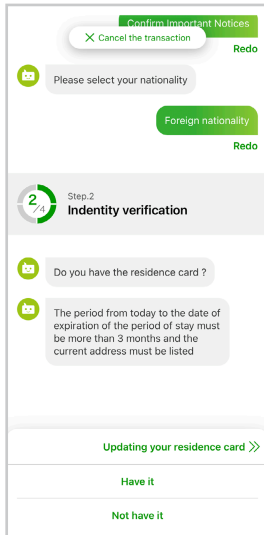 Confirm Important Notices
Cancel the transaction
Redo
Please select your nationality
Foreign nationality
Redo
2/4
Step.2
Indentity verification
Do you have the residence card ?
The period from today to the date of
expiration of the period of stay must
be more than 3 months and the
current address must be listed
Updating your residence card
Have it
Not have it